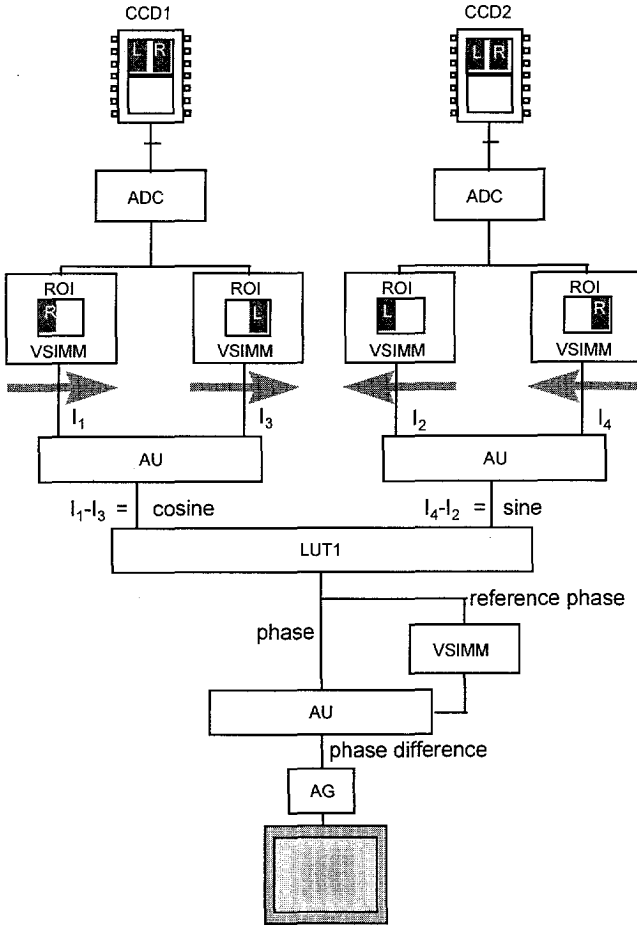 CCD1 CCD2
L R L R
ADC ADC
ROI ROI ROI ROI
R L L R
VSIMM VSIMM VSIMM VSIMM
I₁ I₃ I₂ I₄
AU AU
I₁-I₃ = cosine I₄-I₂ = sine
LUT1
reference phase
phase
VSIMM
AU
phase difference
AG